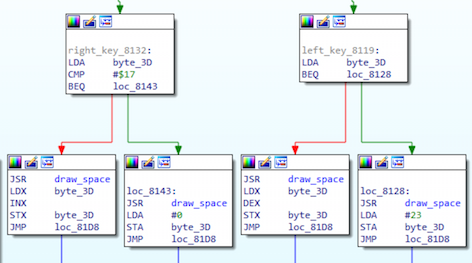 right_key_8132:
LDA byte_3D
CMP #$17
BEQ loc_8143
left_key_8119:
LDA byte_3D
BEQ loc_8128
JSR draw_space
LDX byte_3D
INX
STX byte_3D
JMP loc_81D8
loc_8143:
JSR draw_space
LDA #0
STA byte_3D
JMP loc_81D8
JSR draw_space
LDX byte_3D
DEX
STX byte_3D
JMP loc_81D8
loc_8128:
JSR draw_space
LDA #23
STA byte_3D
JMP loc_81D8